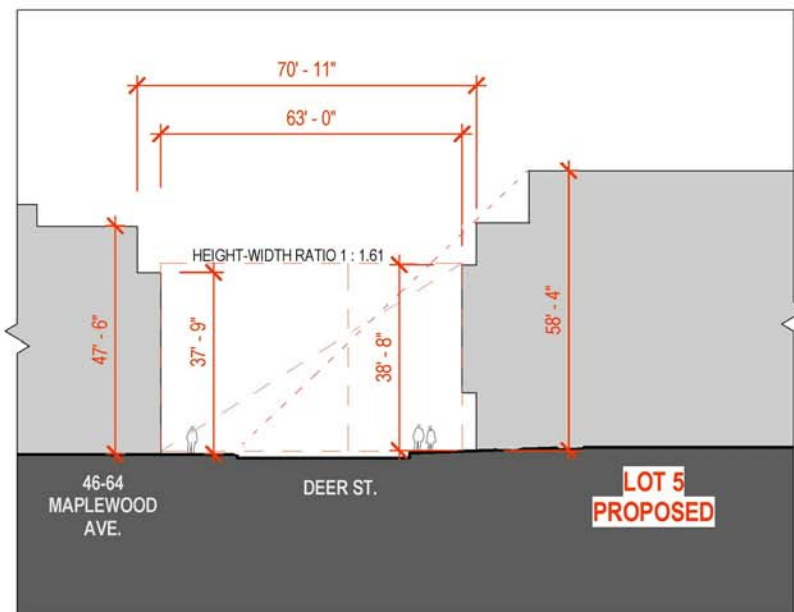 70' - 11"
63' - 0"
HEIGHT-WIDTH RATIO 1 : 1.61
47' - 6"
37' - 9"
38' - 8"
58' - 4"
46-64
MAPLEWOOD
AVE.
DEER ST.
LOT 5
PROPOSED